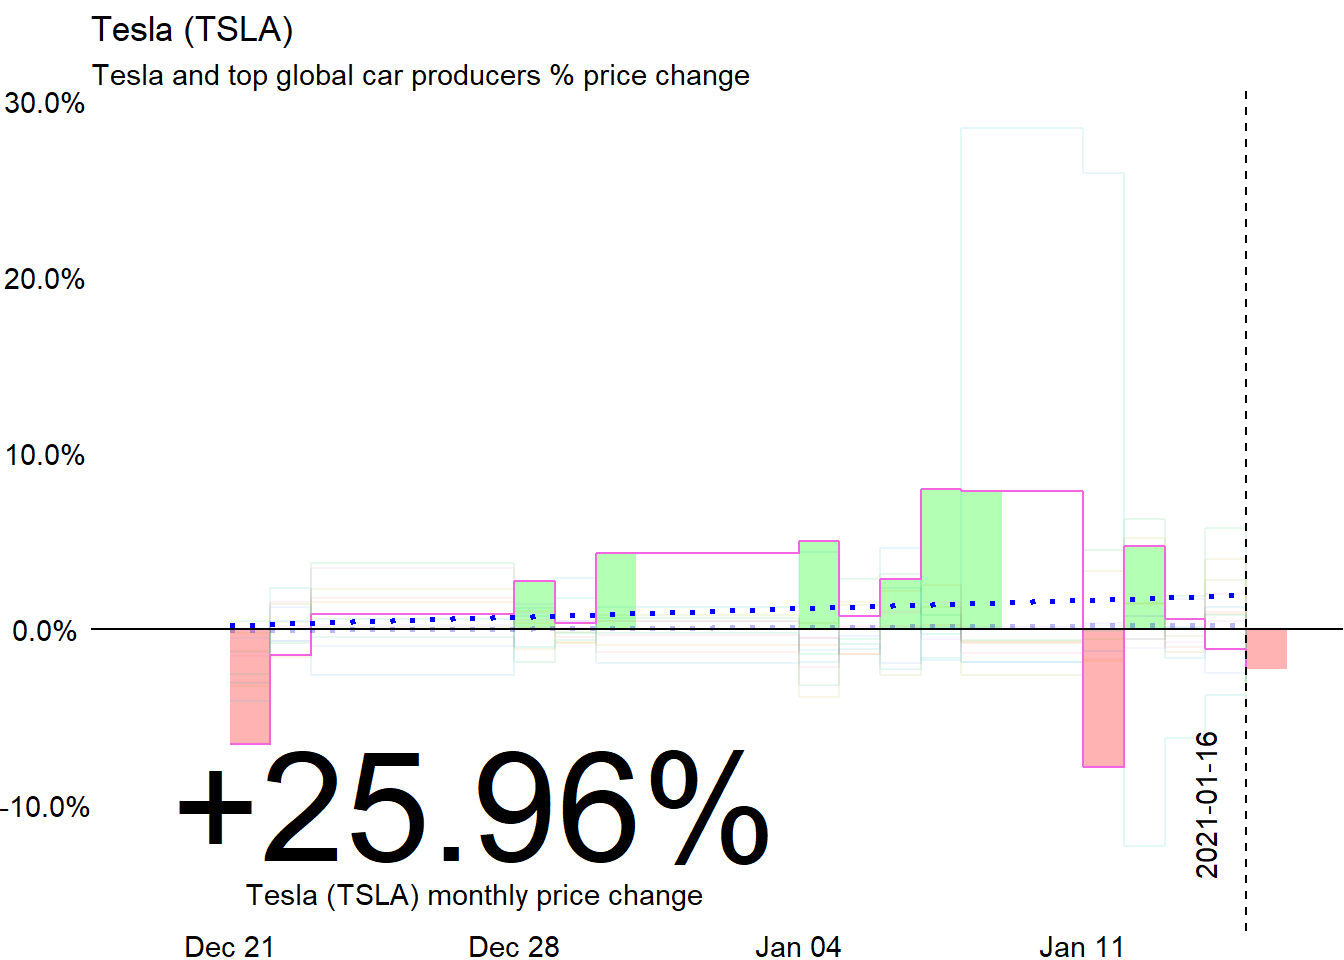 Tesla (TSLA)
Tesla and top global car producers % price change
30.0%
20.0%
10.0%
0.0%
-10.0%
+25.96%
Tesla (TSLA) monthly price change
2021-01-16
Dec 21 Dec 28 Jan 04 Jan 11